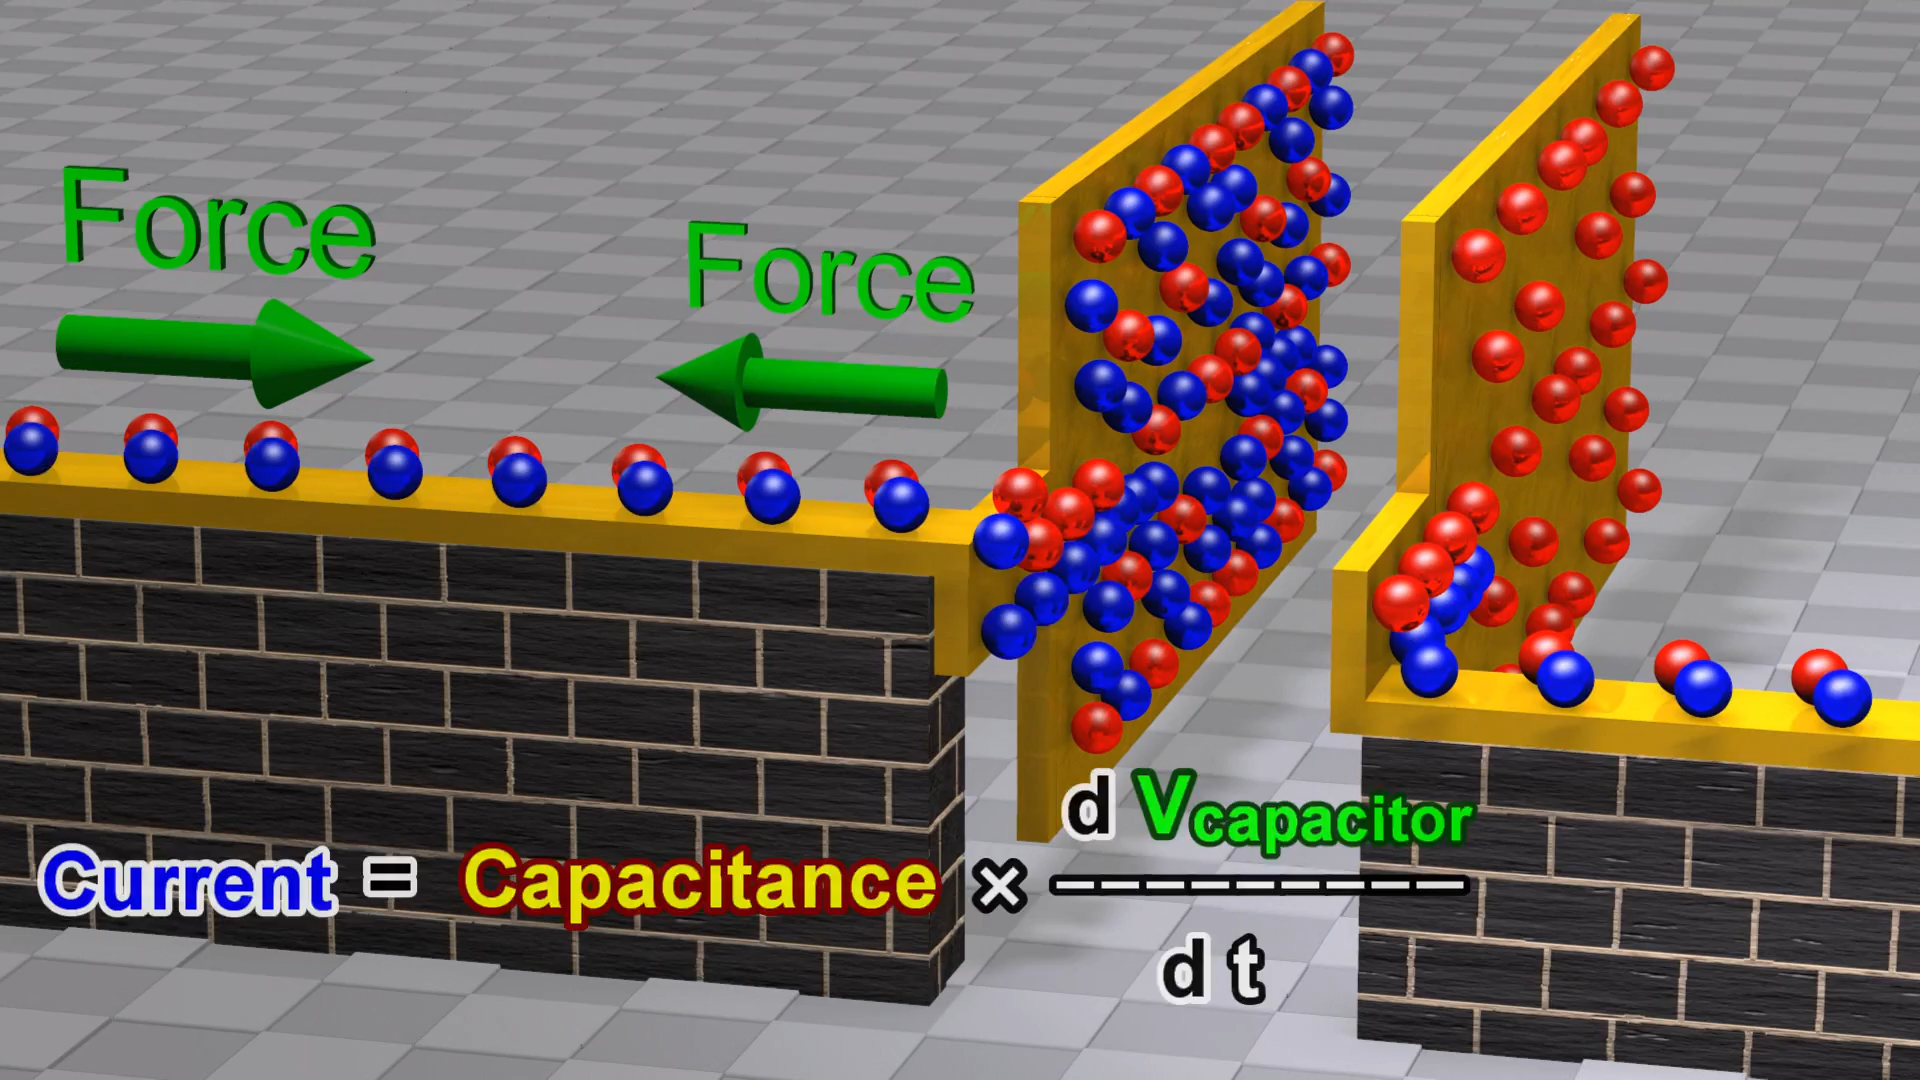 Force
Force
d Vcapacitor
Current = Capacitance × ---------
d t